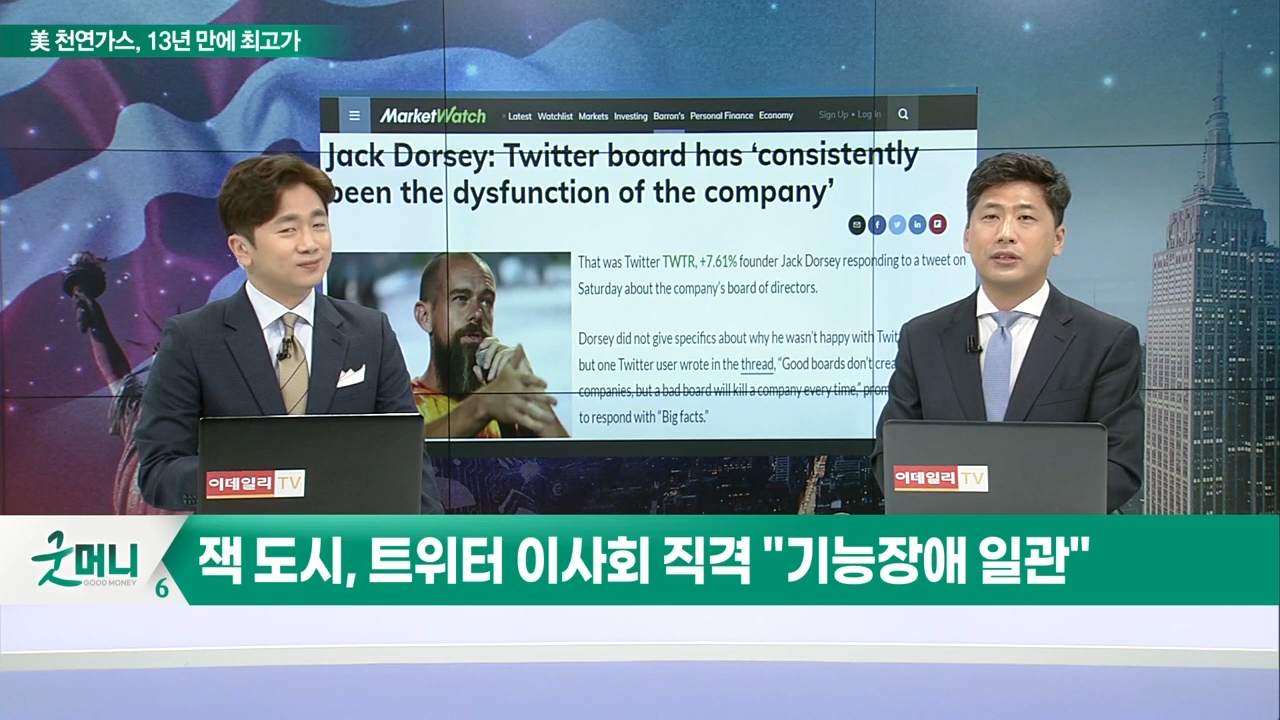 美 천연가스, 13년 만에 최고가
MarketWatch
Latest Watchlist Markets Investing Barron's Personal Finance Economy
Sign Up • Log In
Jack Dorsey: Twitter board has ‘consistently
been the dysfunction of the company’
That was Twitter TWTR, +7.61% founder Jack Dorsey responding to a tweet on
Saturday about the company’s board of directors.
Dorsey did not give specifics about why he wasn’t happy with
but one Twitter user wrote in the thread, “Good boards don’t
companies, but a bad board will kill a company every time,”
to respond with “Big facts.”
이데일리 TV
이데일리 TV
굿머니
GOOD MONEY
6
잭 도시, 트위터 이사회 직격 "기능장애 일관"